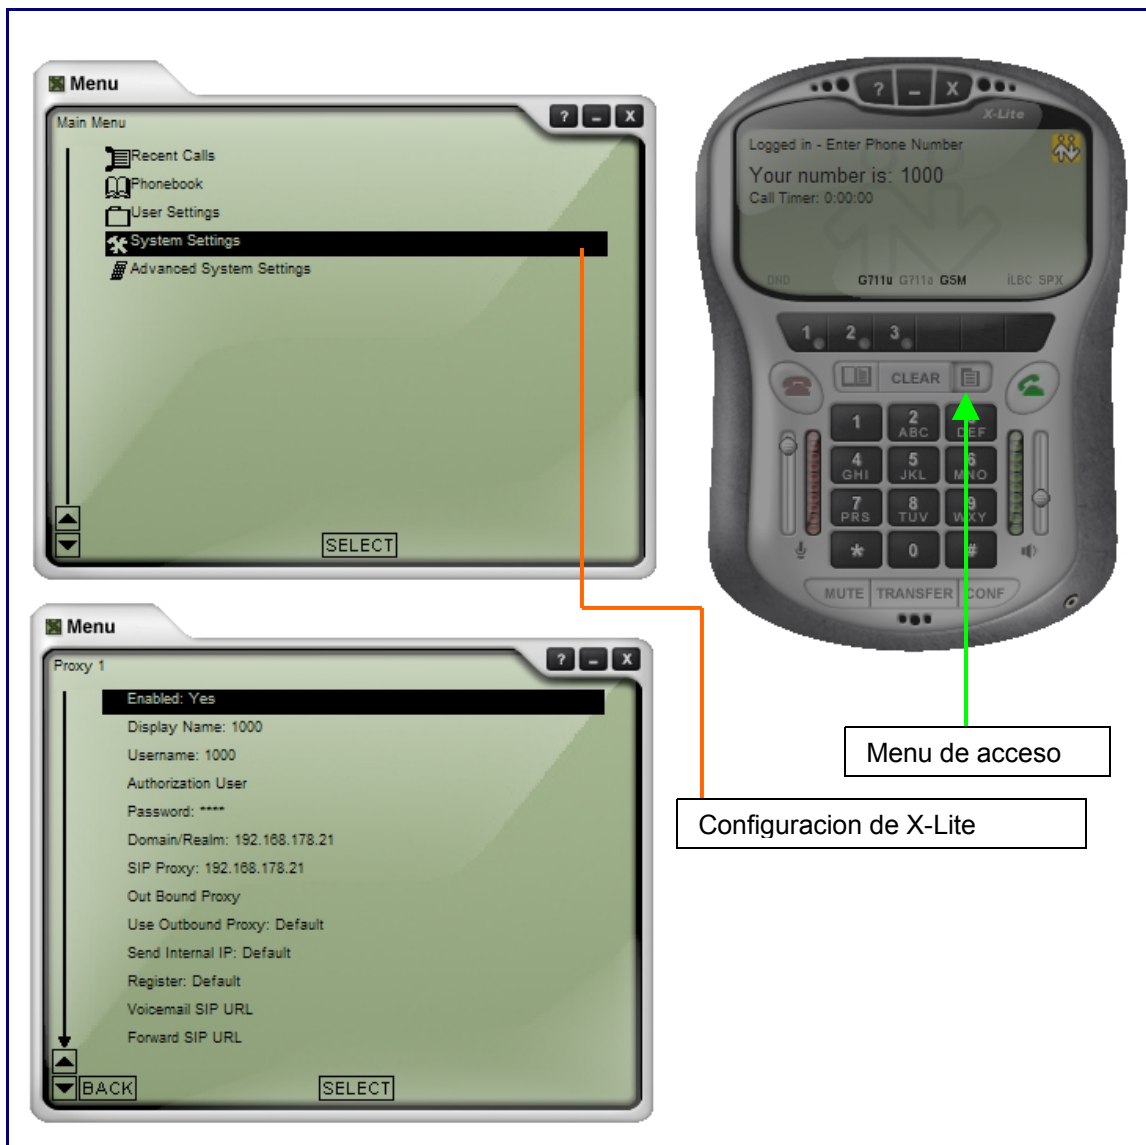 Menu
Main Menu
? - X
Recent Calls
Phonebook
User Settings
System Settings
Advanced System Settings
SELECT
? - X
X-Lite
Logged in - Enter Phone Number
Your number is: 1000
Call Timer: 0:00:00
DND G711u G711a GSM iLBC SPX
1 2 3
CLEAR
1 2 ABC DEF
4 GHI 5 JKL 6 MNO
7 PRS 8 TUV 9 WXY
* 0 #
MUTE TRANSFER CONF
Menu de acceso
Configuracion de X-Lite
Menu
Proxy 1
? - X
Enabled: Yes
Display Name: 1000
Username: 1000
Authorization User
Password: ****
Domain/Realm: 192.168.178.21
SIP Proxy: 192.168.178.21
Out Bound Proxy
Use Outbound Proxy: Default
Send Internal IP: Default
Register: Default
Voicemail SIP URL
Forward SIP URL
BACK SELECT